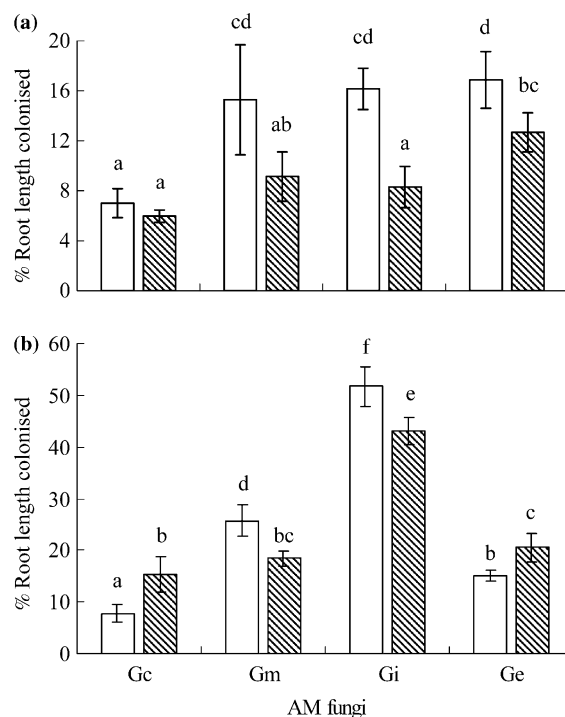 (a)
% Root length colonised
20
16
12
8
4
0
a a cd ab cd a d bc
(b)
% Root length colonised
60
50
40
30
20
10
0
a b d bc f e b c
Gc Gm Gi Ge
AM fungi